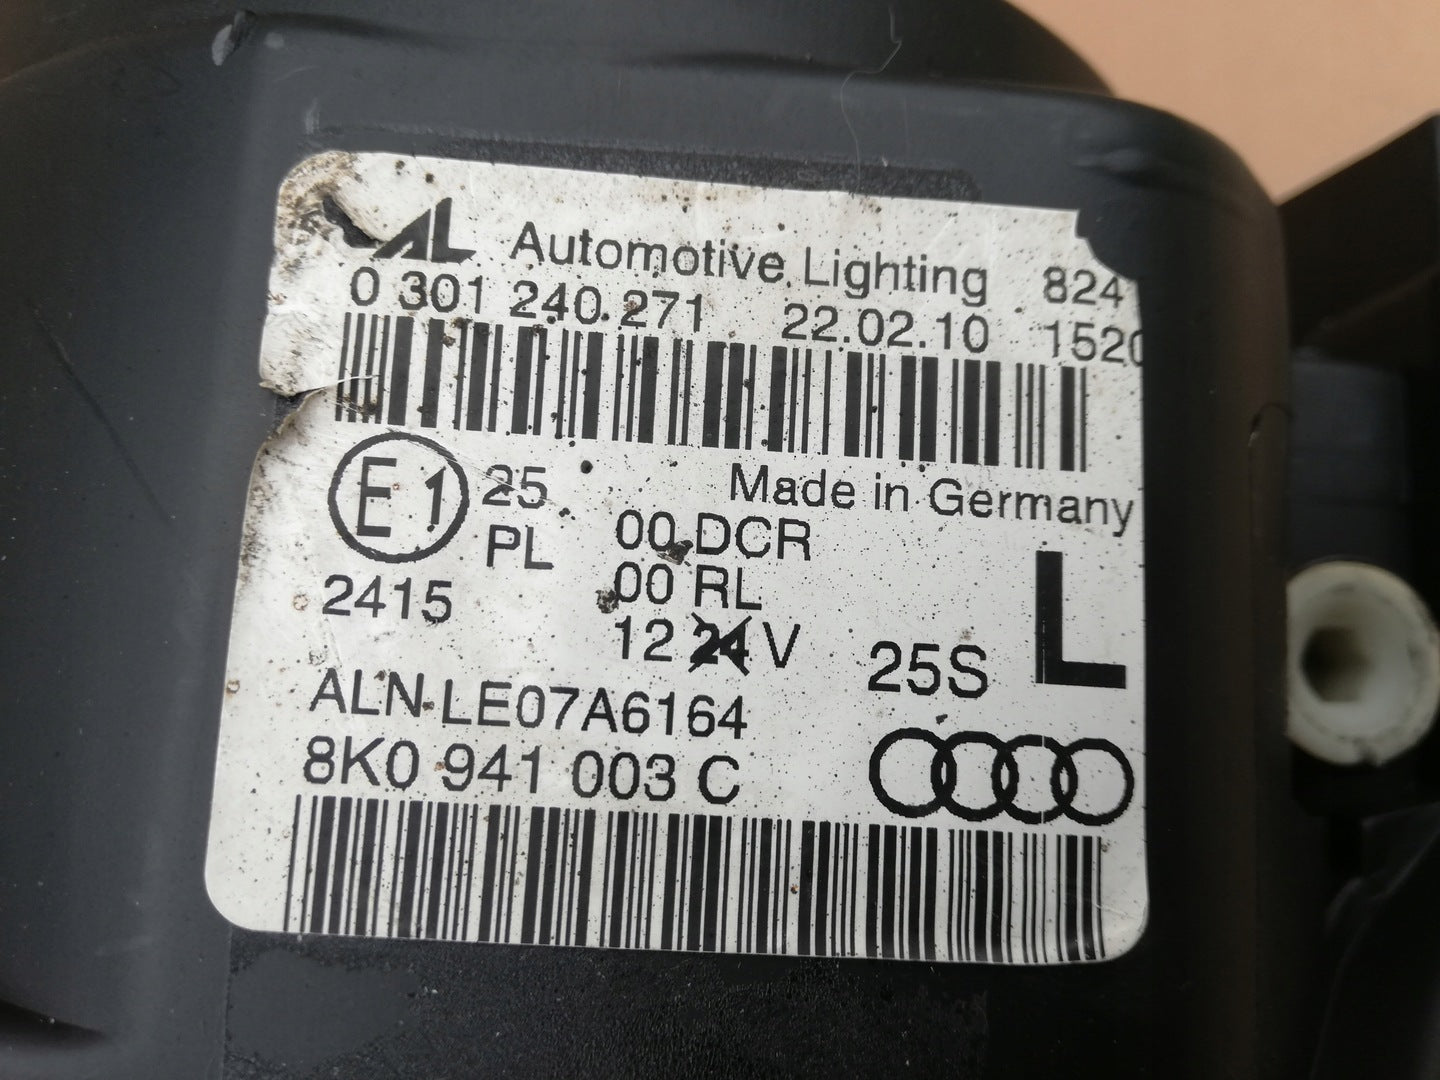 AL Automotive Lighting 824
0 301 240 271 22.02.10 1520
Made in Germany
E1 25 00 DCR
PL 00 RL
2415 12 24 V 25S L
ALN LE07A6164
8K0 941 003 C